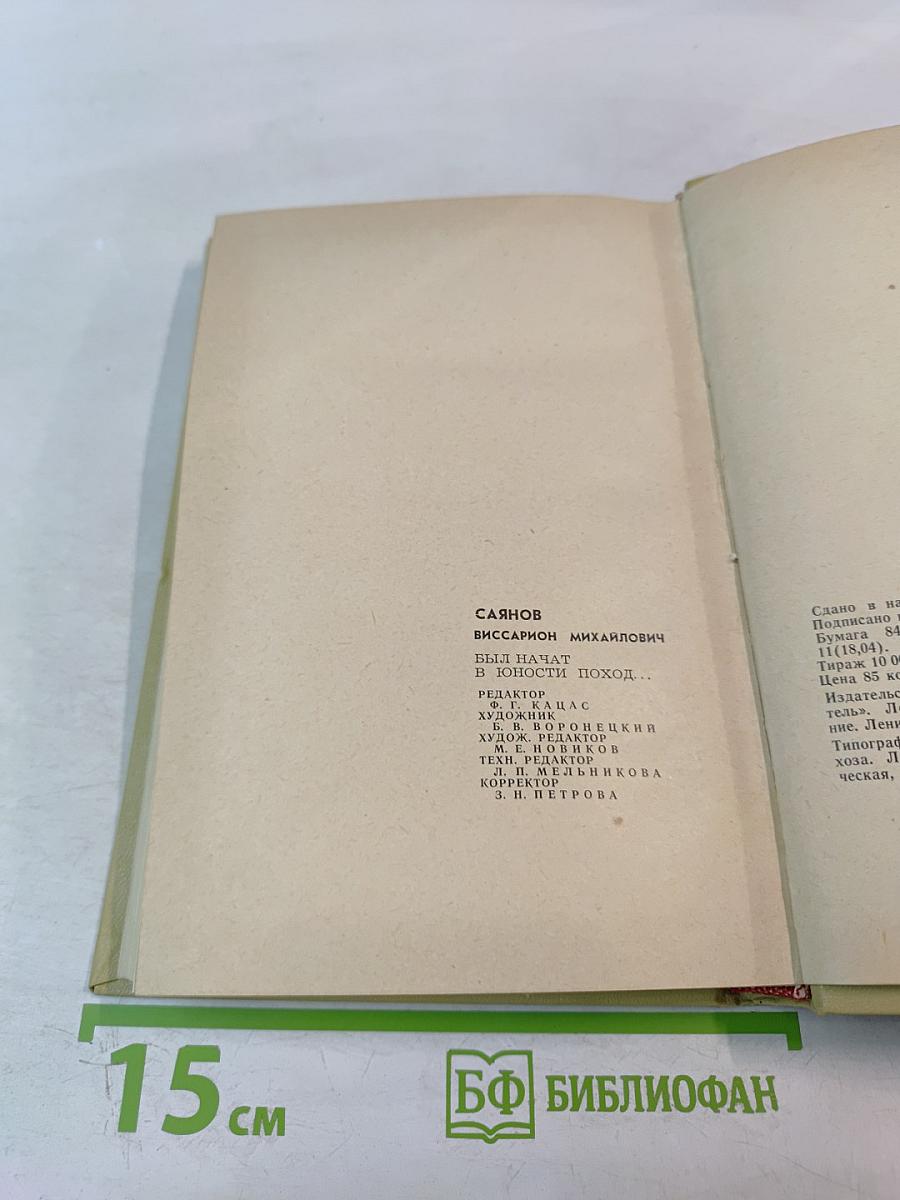 САЯНОВ
ВИССАРИОН МИХАЙЛОВИЧ
БЫЛ НАЧАТ
В ЮНОСТИ ПОХОД...
РЕДАКТОР
Ф. Г. КАЦАС
ХУДОЖНИК
Б. В. ВОРОНЕЦКИЙ
ХУДОЖ. РЕДАКТОР
М. Е. НОВИКОВ
ТЕХН. РЕДАКТОР
Л. П. МЕЛЬНИКОВА
КОРРЕКТОР
З. Н. ПЕТРОВА
Сдано в на
Подписано
Бумага 84
11(18,04).
Тираж 10 00
Цена 85 ко
Издательс
тель». Л
ние. Лени
Типограф
хоза. Л
ческая,
15 см
БФ БИБЛИОФАН